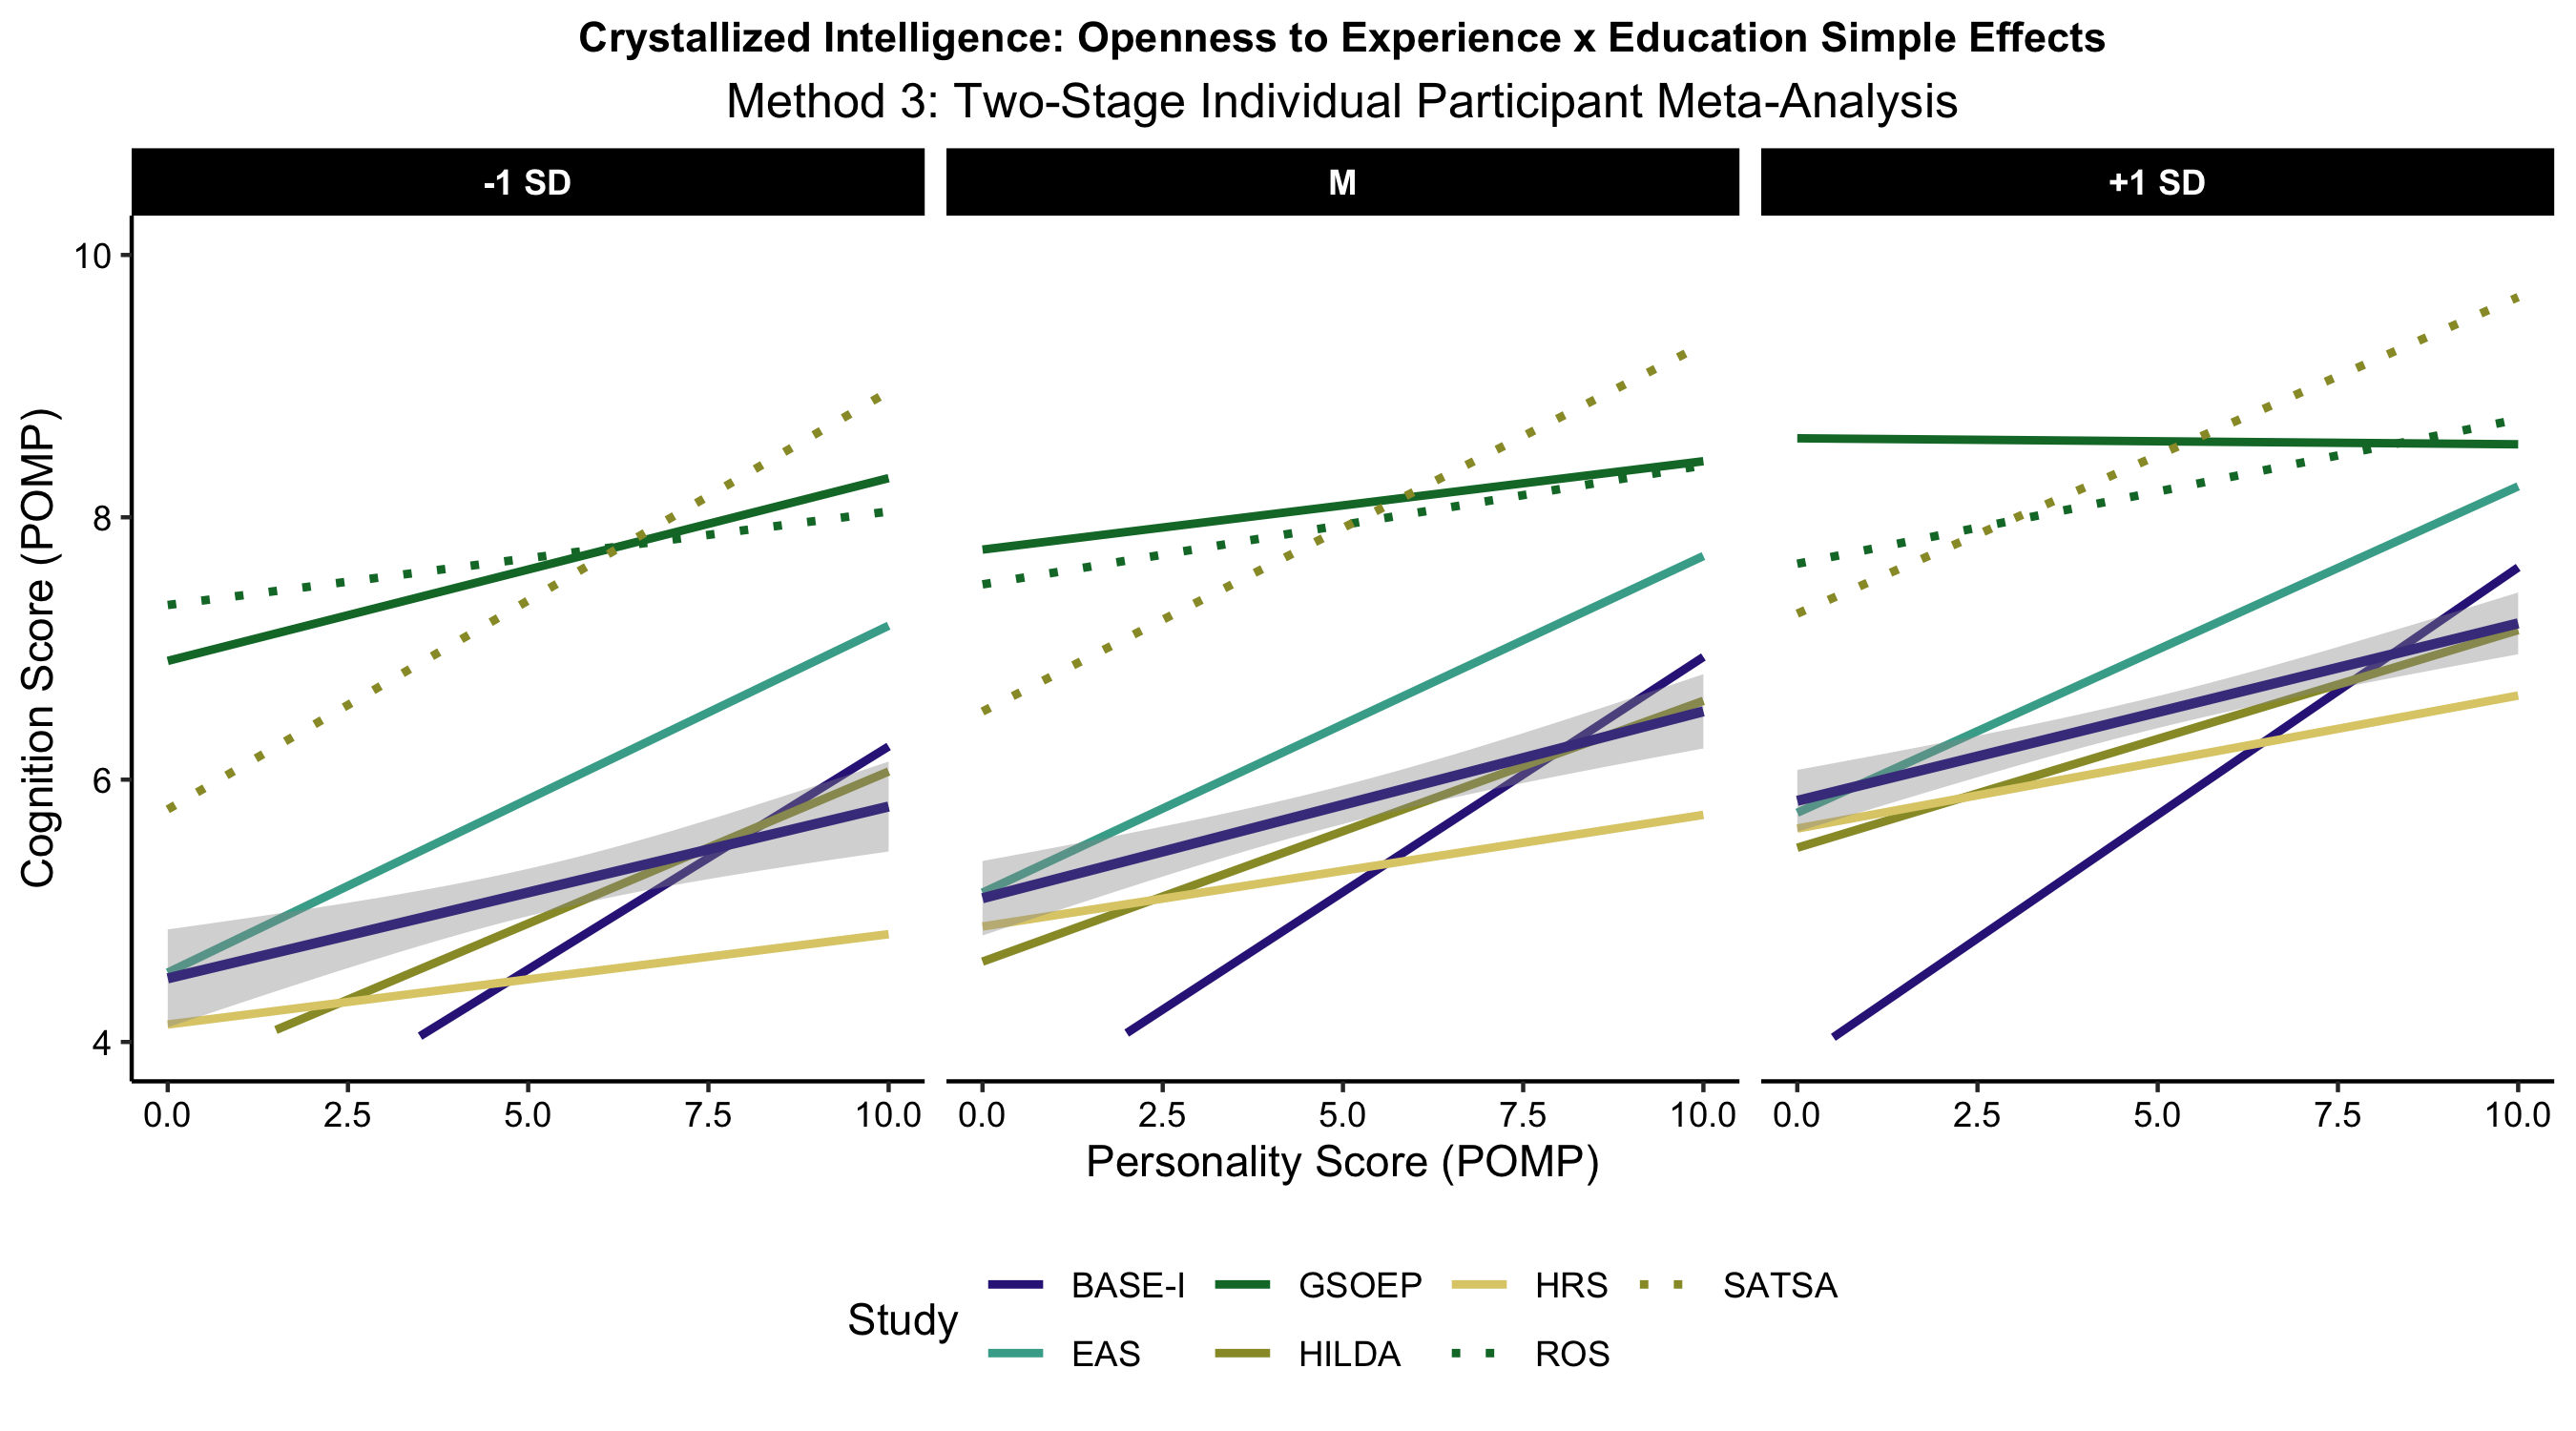 Crystallized Intelligence: Openness to Experience x Education Simple Effects
Method 3: Two-Stage Individual Participant Meta-Analysis
-1 SD M +1 SD
Cognition Score (POMP)
10
8
6
4
0.0 2.5 5.0 7.5 10.0 0.0 2.5 5.0 7.5 10.0 0.0 2.5 5.0 7.5 10.0
Personality Score (POMP)
Study
BASE-I GSOEP HRS SATSA
EAS HILDA ROS